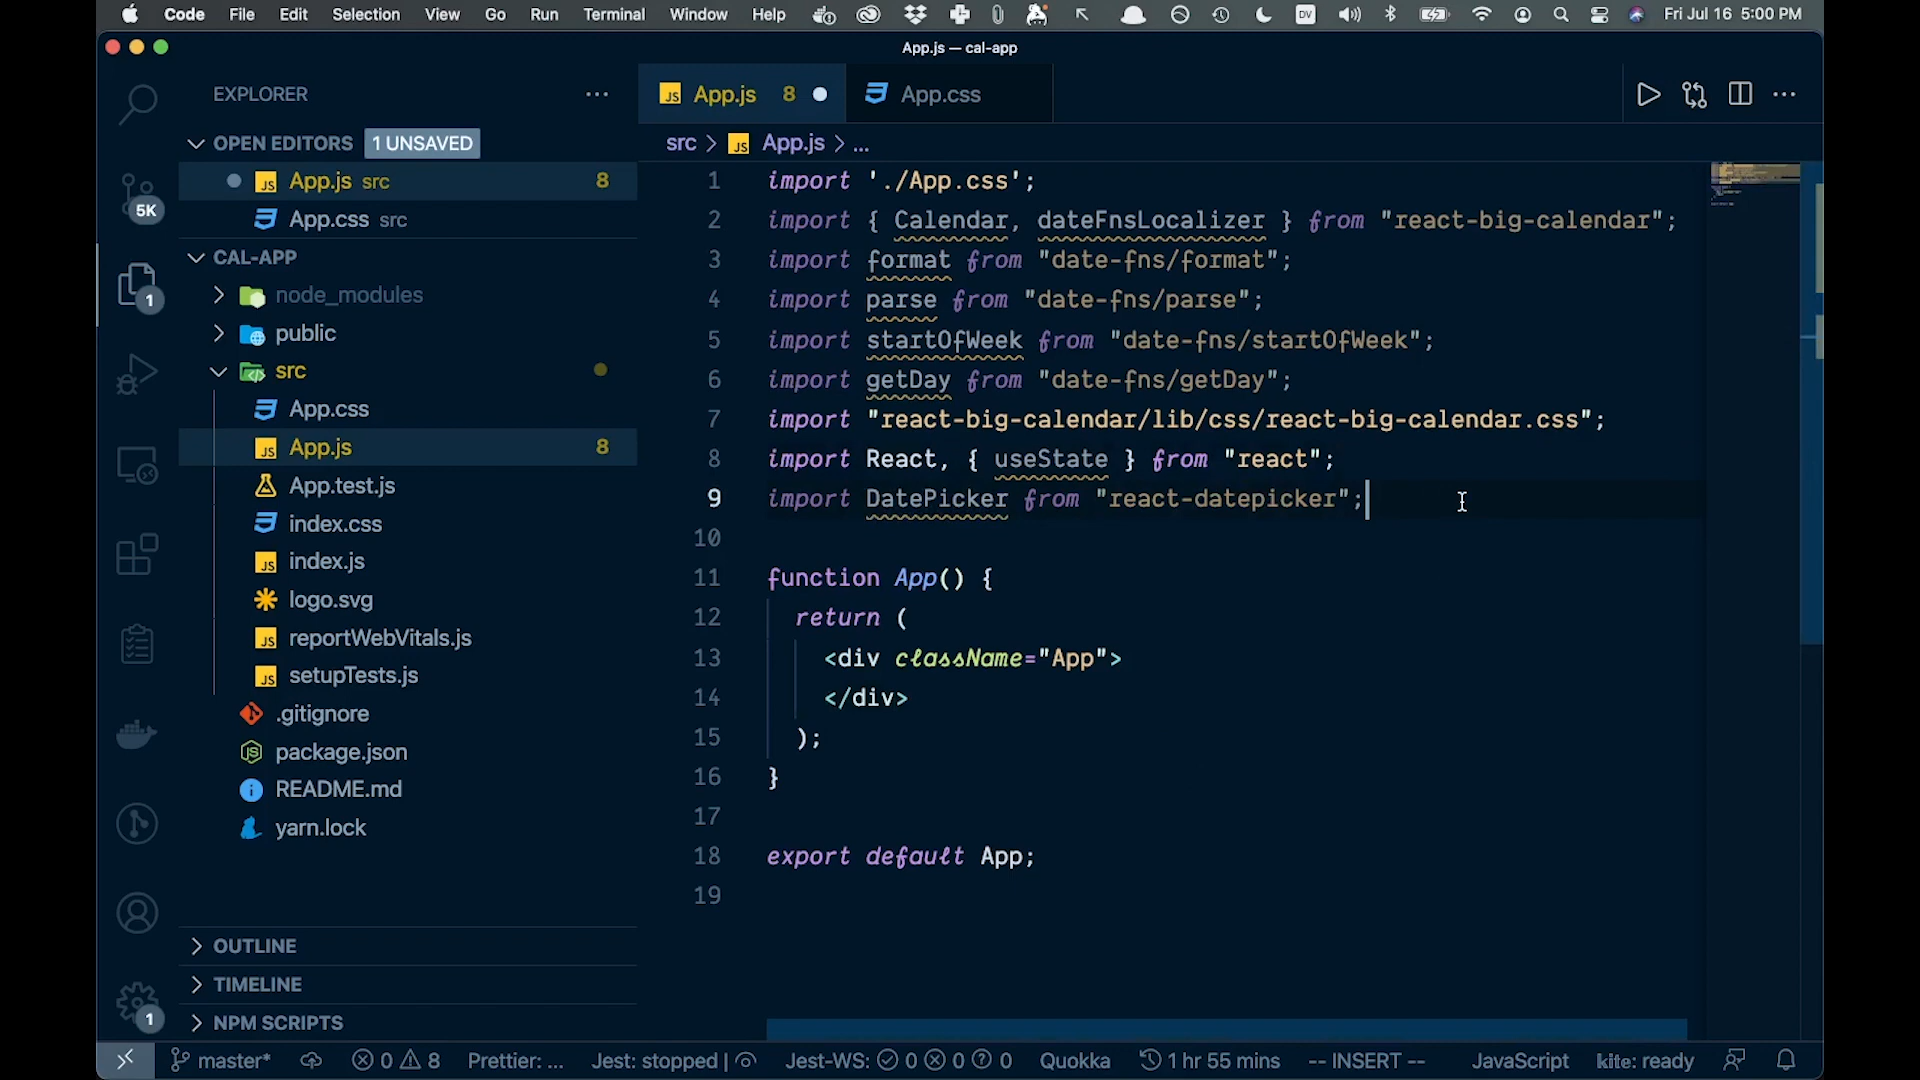 Code File Edit Selection View Go Run Terminal Window Help DV Fri Jul 16 5:00 PM
App.js — cal-app
EXPLORER
OPEN EDITORS 1 UNSAVED
JS App.js src 8
App.css src
CAL-APP
node_modules
public
src
App.css
JS App.js 8
App.test.js
index.css
JS index.js
logo.svg
JS reportWebVitals.js
JS setupTests.js
.gitignore
package.json
README.md
yarn.lock
OUTLINE
TIMELINE
NPM SCRIPTS
5K
1
1
JS App.js 8
App.css
src > JS App.js > ...
1 import './App.css';
2 import { Calendar, dateFnsLocalizer } from "react-big-calendar";
3 import format from "date-fns/format";
4 import parse from "date-fns/parse";
5 import startOfWeek from "date-fns/startOfWeek";
6 import getDay from "date-fns/getDay";
7 import "react-big-calendar/lib/css/react-big-calendar.css";
8 import React, { useState } from "react";
9 import DatePicker from "react-datepicker";
10
11 function App() {
12 return (
13 <div className="App">
14 </div>
15 );
16 }
17
18 export default App;
19
master* 0 8 Prettier: ... Jest: stopped | Jest-WS: 0 0 0 Quokka 1 hr 55 mins -- INSERT -- JavaScript kite: ready